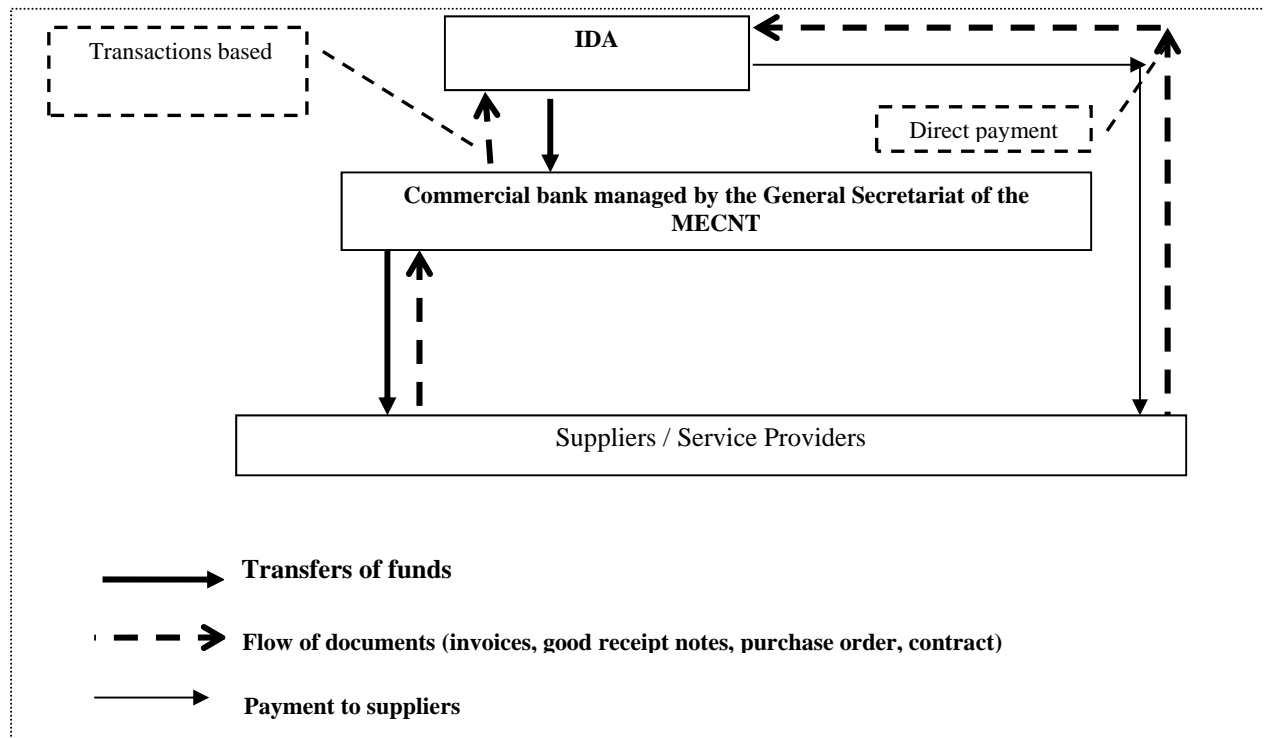 IDA
Transactions based
Direct payment
Commercial bank managed by the General Secretariat of the
MECNT
Suppliers / Service Providers
Transfers of funds
Flow of documents (invoices, good receipt notes, purchase order, contract)
Payment to suppliers